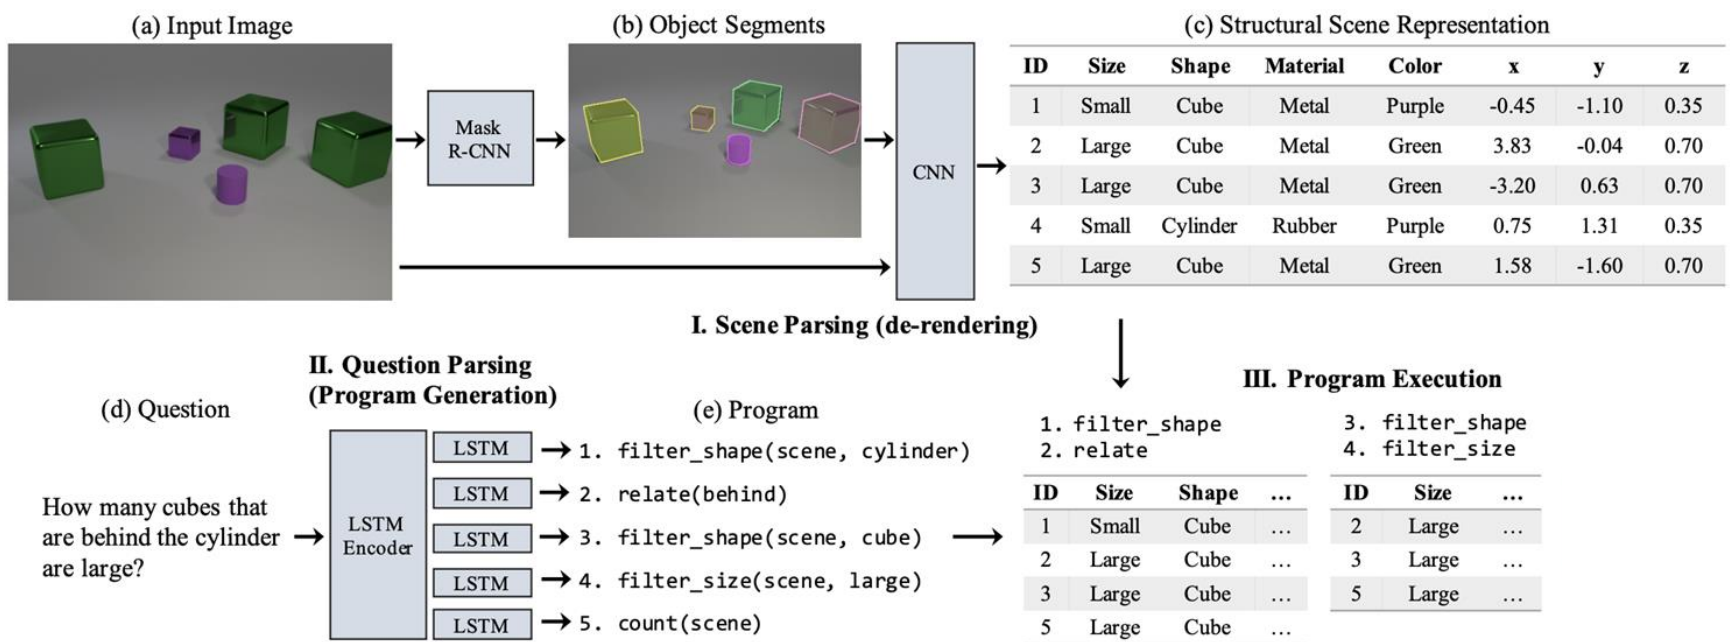 (a) Input Image
(b) Object Segments
(c) Structural Scene Representation
Mask
R-CNN
CNN
ID Size Shape Material Color x y z
1 Small Cube Metal Purple -0.45 -1.10 0.35
2 Large Cube Metal Green 3.83 -0.04 0.70
3 Large Cube Metal Green -3.20 0.63 0.70
4 Small Cylinder Rubber Purple 0.75 1.31 0.35
5 Large Cube Metal Green 1.58 -1.60 0.70
I. Scene Parsing (de-rendering)
II. Question Parsing
(Program Generation)
III. Program Execution
(d) Question
(e) Program
How many cubes that
are behind the cylinder
are large?
LSTM
Encoder
LSTM
1. filter_shape(scene, cylinder)
LSTM
2. relate(behind)
LSTM
3. filter_shape(scene, cube)
LSTM
4. filter_size(scene, large)
LSTM
5. count(scene)
1. filter_shape
2. relate
ID Size Shape ...
1 Small Cube ...
2 Large Cube ...
3 Large Cube ...
5 Large Cube ...
3. filter_shape
4. filter_size
ID Size ...
2 Large ...
3 Large ...
5 Large ...